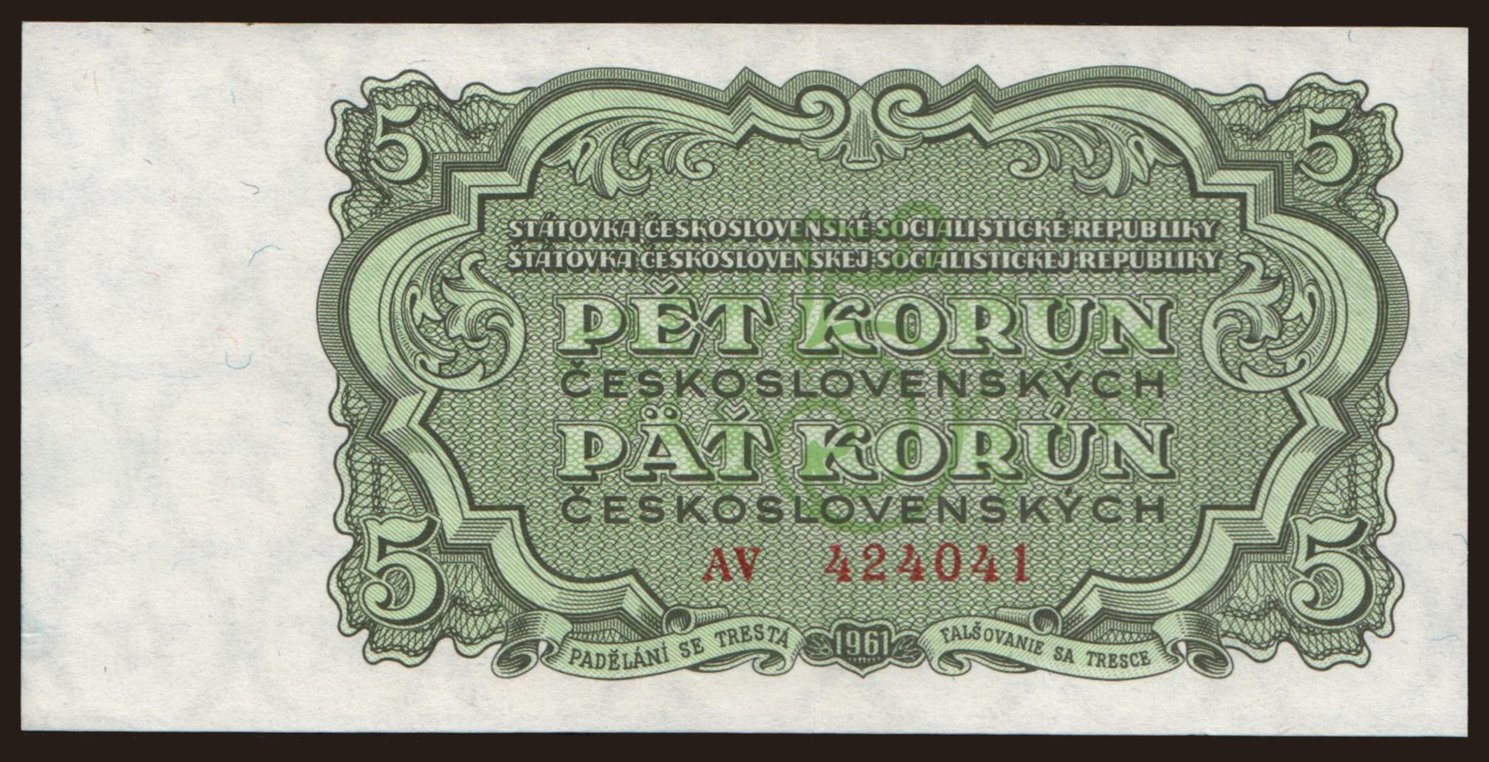 5 5
STÁTOVKA ČESKOSLOVENSKÉ SOCIALISTICKÉ REPUBLIKY
ŠTÁTOVKA ČESKOSLOVENSKEJ SOCIALISTICKEJ REPUBLIKY
PĚT KORUN
ČESKOSLOVENSKÝCH
PÄŤ KORÚN
ČESKOSLOVENSKÝCH
AV 424041
5 5
PADĚLÁNÍ SE TRESTÁ 1961 FALŠOVANIE SA TRESCE